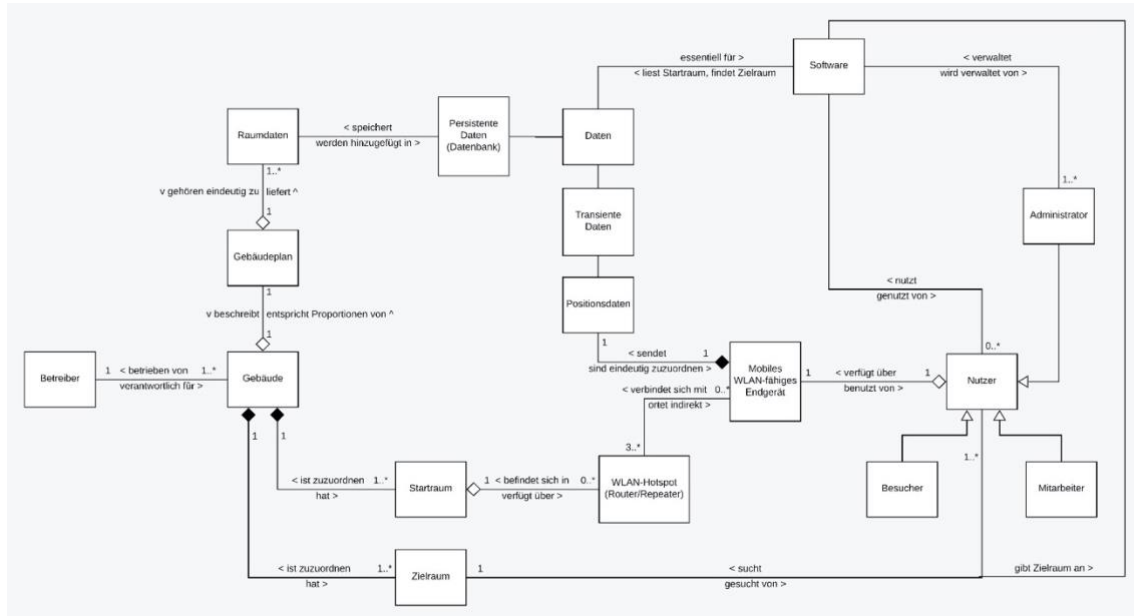 essentiell für >
< liest Startraum, findet Zielraum
Software
< verwaltet
wird verwaltet von >
Raumdaten
< speichert
werden hinzugefügt in >
Persistente
Daten
(Datenbank)
Daten
1..*
v gehören eindeutig zu
liefert ^
1
Transiente
Daten
1..*
Administrator
Gebäudeplan
1
v beschreibt
entspricht Proportionen von ^
1
Positionsdaten
1
< nutzt
genutzt von >
0..*
Betreiber
1
< betrieben von
verantwortlich für >
1..*
Gebäude
< sendet
1
sind eindeutig zuzuordnen >
Mobiles
WLAN-fähiges
Endgerät
1
< verfügt über
benutzt von >
1
Nutzer
< verbindet sich mit
0..*
ortet indirekt >
3..*
1
1
1..*
< ist zuzuordnen
hat >
1..*
Startraum
1
< befindet sich in
verfügt über >
0..*
WLAN-Hotspot
(Router/Repeater)
Besucher
Mitarbeiter
< ist zuzuordnen
hat >
1..*
Zielraum
1
< sucht
gesucht von >
gibt Zielraum an >